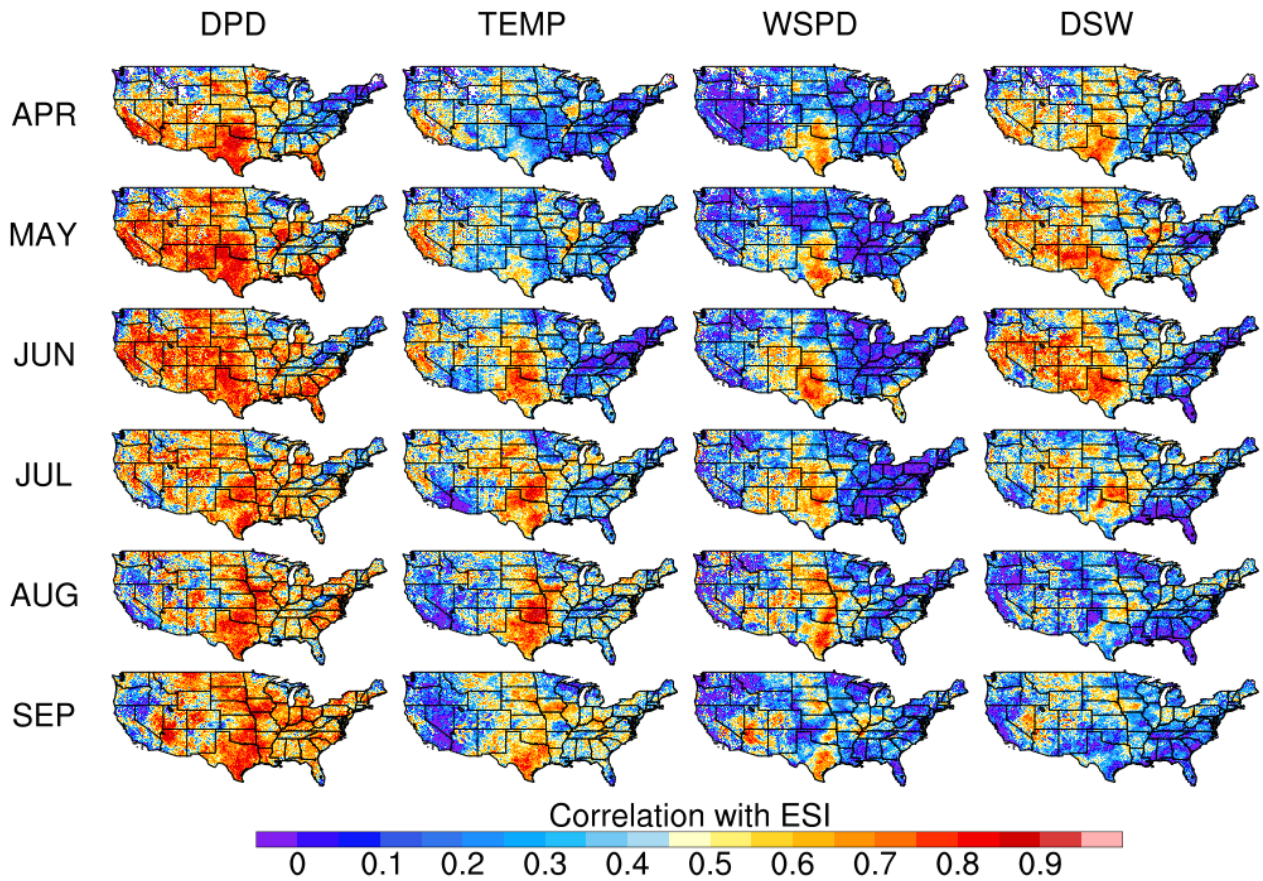 DPD TEMP WSPD DSW
APR
MAY
JUN
JUL
AUG
SEP
Correlation with ESI
0 0.1 0.2 0.3 0.4 0.5 0.6 0.7 0.8 0.9